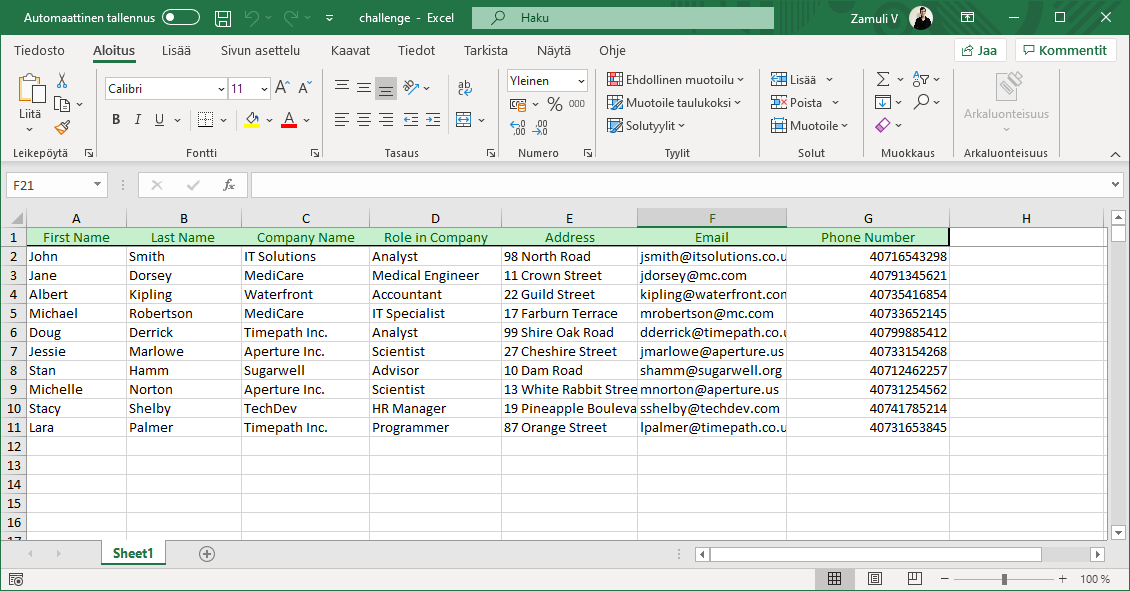 Automaattinen tallennus challenge - Excel Haku Zamuli V
Tiedosto Aloitus Lisää Sivun asettelu Kaavat Tiedot Tarkista Näytä Ohje Jaa Kommentit
Liitä
Calibri 11
B I U
ab
Yleinen
% 000
Ehdollinen muotoilu
Muotoile taulukoksi
Solutyylit
Lisää
Poista
Muotoile
Arkaluonteisuus
Leikepöytä Fontti Tasaus Numero Tyylit Solut Muokkaus Arkaluonteisuus
F21 fx
A B C D E F G H
1 First Name Last Name Company Name Role in Company Address Email Phone Number
2 John Smith IT Solutions Analyst 98 North Road jsmith@itsolutions.co.u 40716543298
3 Jane Dorsey MediCare Medical Engineer 11 Crown Street jdorsey@mc.com 40791345621
4 Albert Kipling Waterfront Accountant 22 Guild Street kipling@waterfront.com 40735416854
5 Michael Robertson MediCare IT Specialist 17 Farburn Terrace mrobertson@mc.com 40733652145
6 Doug Derrick Timepath Inc. Analyst 99 Shire Oak Road dderrick@timepath.co.u 40799885412
7 Jessie Marlowe Aperture Inc. Scientist 27 Cheshire Street jmarlowe@aperture.us 40733154268
8 Stan Hamm Sugarwell Advisor 10 Dam Road shamm@sugarwell.org 40712462257
9 Michelle Norton Aperture Inc. Scientist 13 White Rabbit Stree mnorton@aperture.us 40731254562
10 Stacy Shelby TechDev HR Manager 19 Pineapple Bouleva sshelby@techdev.com 40741785214
11 Lara Palmer Timepath Inc. Programmer 87 Orange Street lpalmer@timepath.co.u 40731653845
12
13
14
15
16
17
Sheet1
100 %